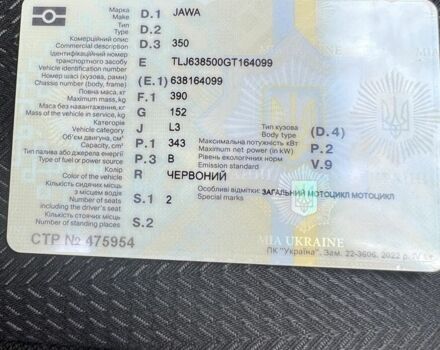 Марка D.1 JAWA
Make
Тип D.2
Type
Комерційний опис D.3 350
Commercial description
Ідентифікаційний номер
транспортного засобу E TLJ638500GT164099
Vehicle identification number
Номер шасі (кузова, рами) (E.1) 638164099
Chassis number (body, frame)
Повна маса, кг F.1 390
Maximum mass, kg
Маса без навантаження, кг G 152
Mass of the vehicle in service, kg
Категорія J L3 Тип кузова (D.4)
Vehicle category Body type
Об'єм двигуна, см³ P.1 343 Максимальна потужність кВт P.2
Capacity, cm³ Maximum net power (in kW)
Тип палива або джерела енергії P.3 B Рівень екологічних норм V.9
Type of fuel or power source Emission standard
Колір R ЧЕРВОНИЙ
Color of the vehicle
Кількість сидячих місць
з місцем водія S.1 2 Особливі відмітки: ЗАГАЛЬНИЙ МОТОЦИКЛ МОТОЦИКЛ
Number of seats Special marks
including the driver's seat
Кількість стоячих місць S.2
Number of standing places
СТР № 475954
MIA UKRAINE
ПК "Україна". Зам. 22-3606. 2022 р.